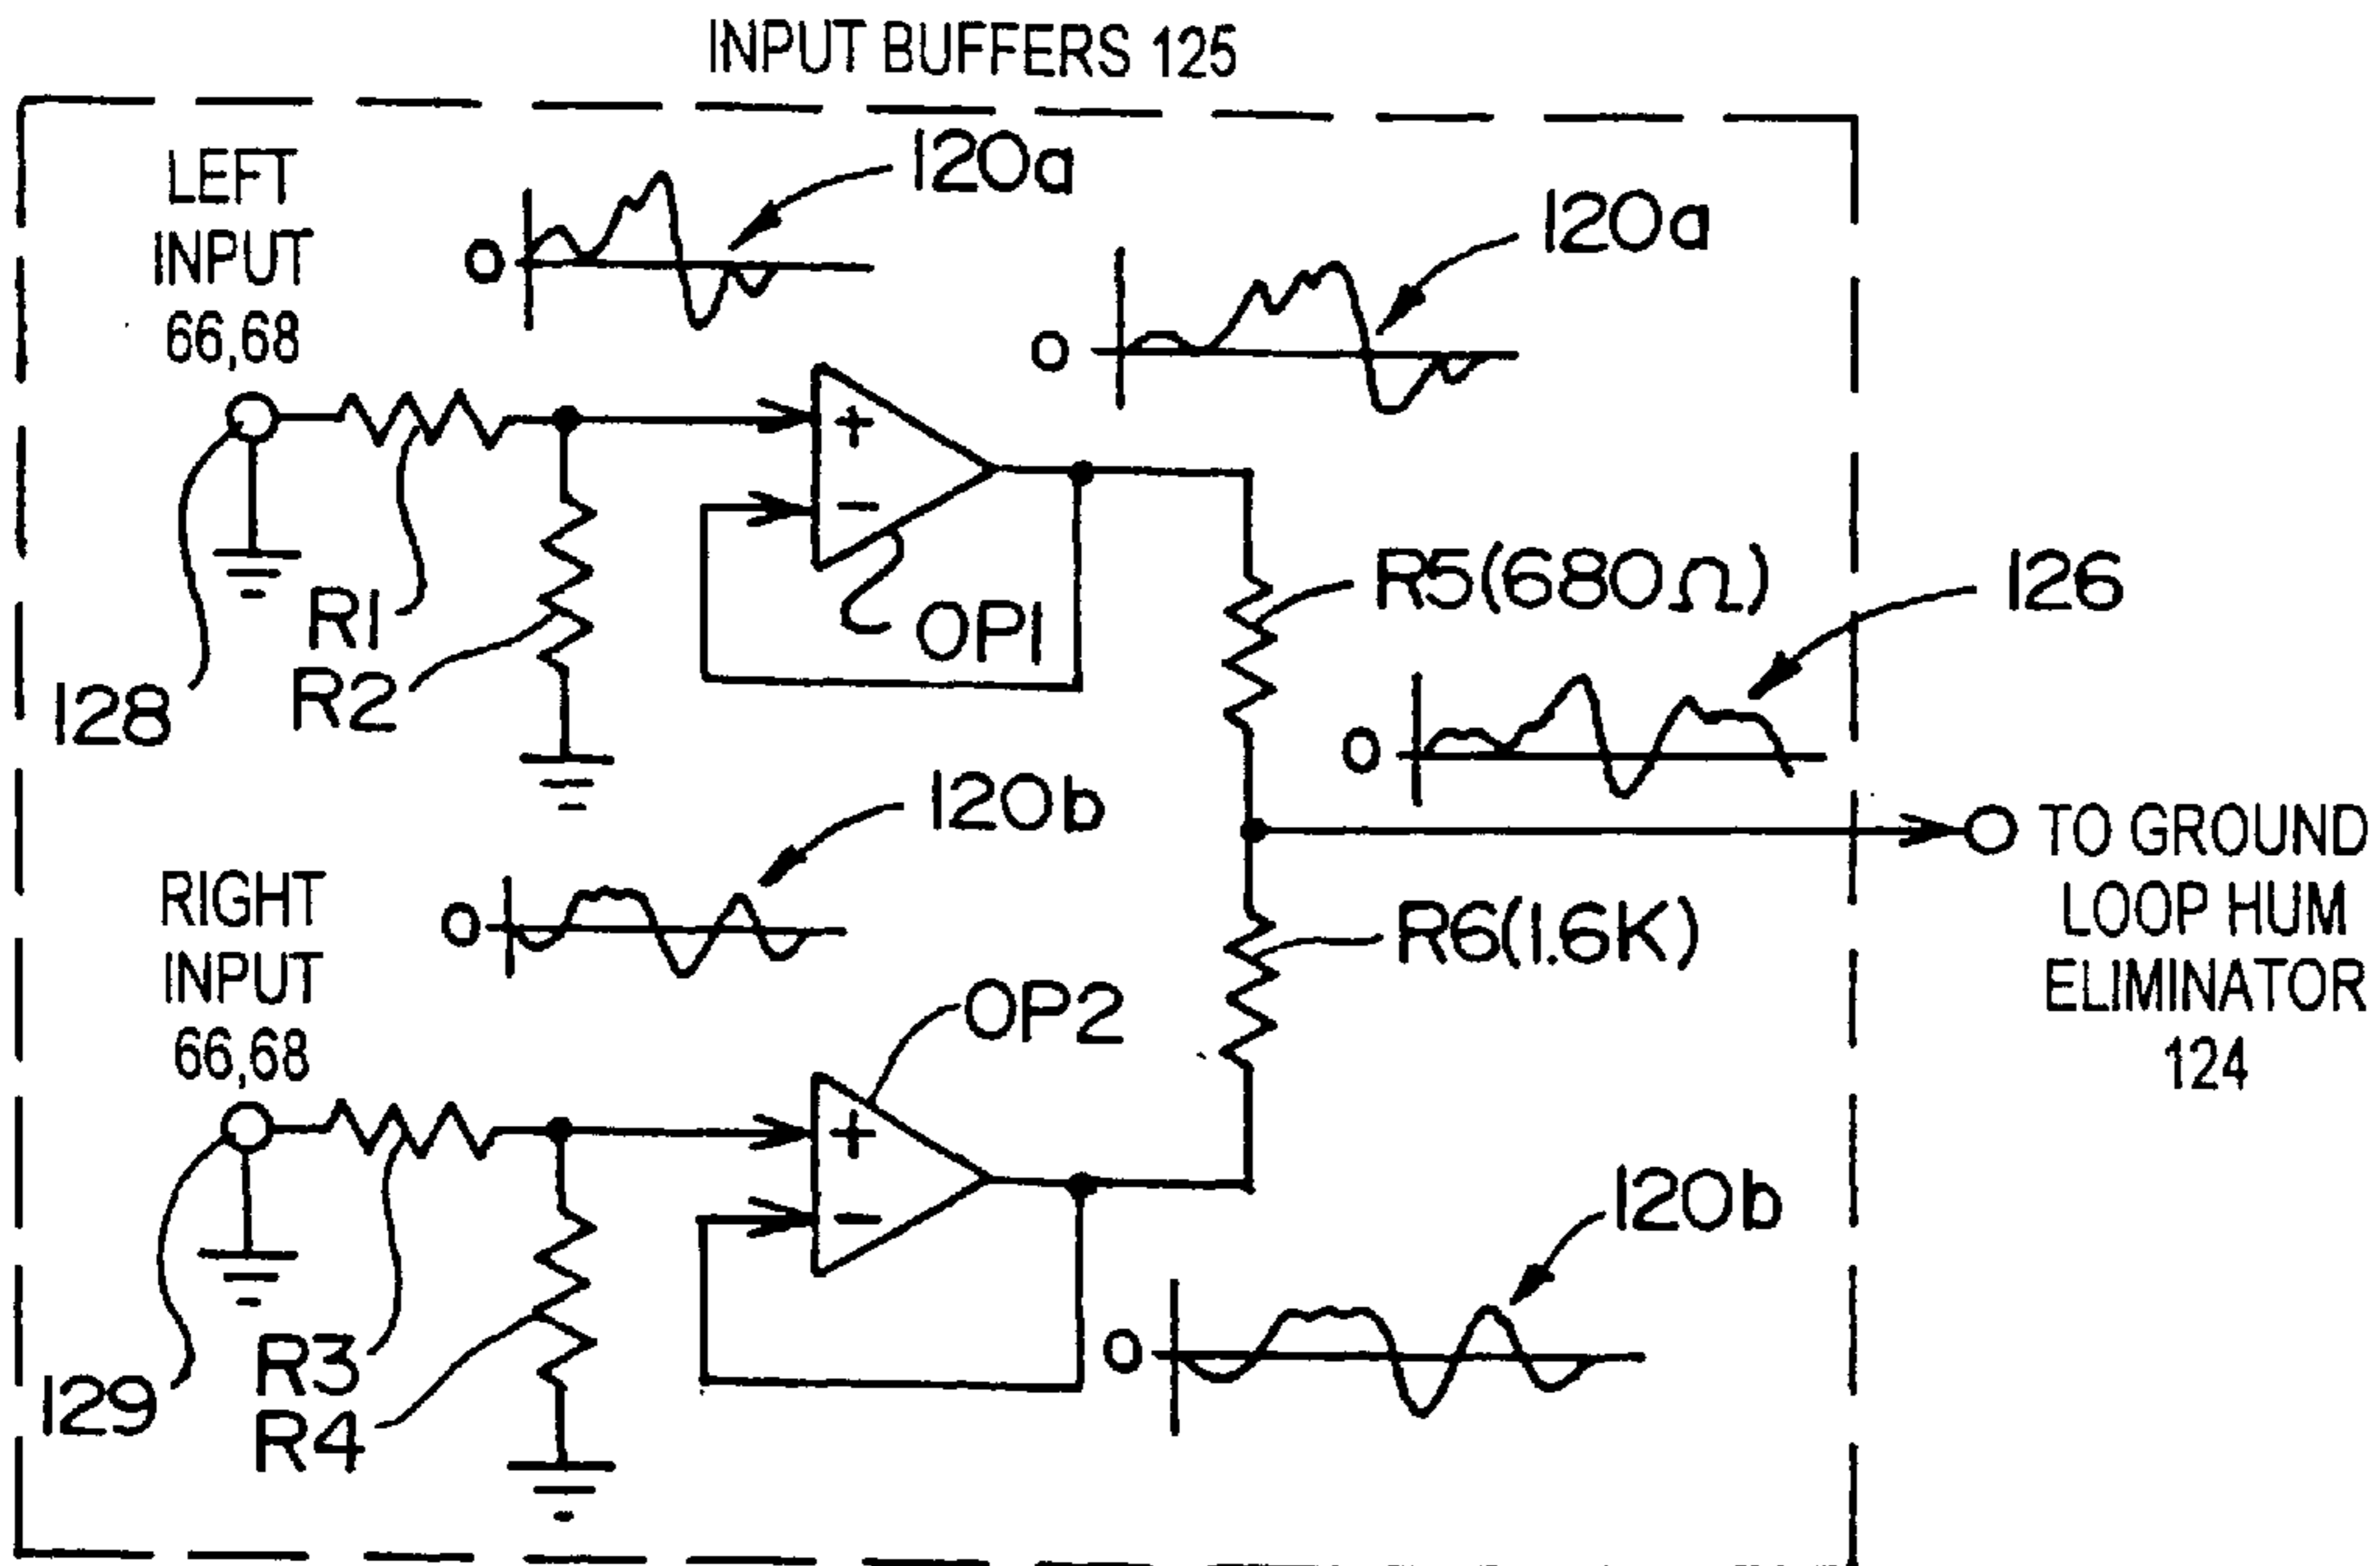 INPUT BUFFERS 125
LEFT
INPUT
66,68
120a
0
120a
0
+
-
R1
R2
128
OP1
R5(680Ω)
126
0
120b
0
TO GROUND
LOOP HUM
ELIMINATOR
124
RIGHT
INPUT
66,68
R6(1.6K)
OP2
+
-
R3
R4
129
120b
0